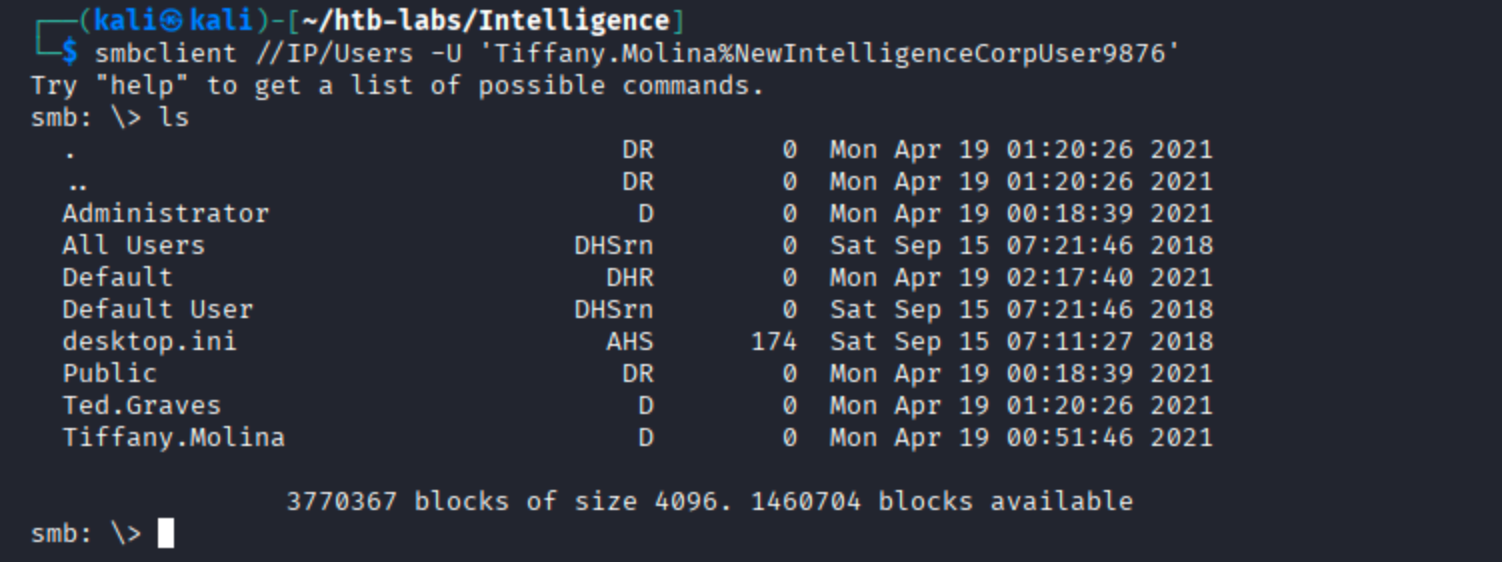 ┌──(kali㉿kali)-[~/htb-labs/Intelligence]
└─$ smbclient //IP/Users -U 'Tiffany.Molina%NewIntelligenceCorpUser9876'
Try "help" to get a list of possible commands.
smb: \> ls
  .                                  DR        0  Mon Apr 19 01:20:26 2021
  ..                                 DR        0  Mon Apr 19 01:20:26 2021
  Administrator                       D        0  Mon Apr 19 00:18:39 2021
  All Users                       DHSrn        0  Sat Sep 15 07:21:46 2018
  Default                           DHR        0  Mon Apr 19 02:17:40 2021
  Default User                    DHSrn        0  Sat Sep 15 07:21:46 2018
  desktop.ini                       AHS      174  Sat Sep 15 07:11:27 2018
  Public                             DR        0  Mon Apr 19 00:18:39 2021
  Ted.Graves                          D        0  Mon Apr 19 01:20:26 2021
  Tiffany.Molina                      D        0  Mon Apr 19 00:51:46 2021
                3770367 blocks of size 4096. 1460704 blocks available
smb: \>